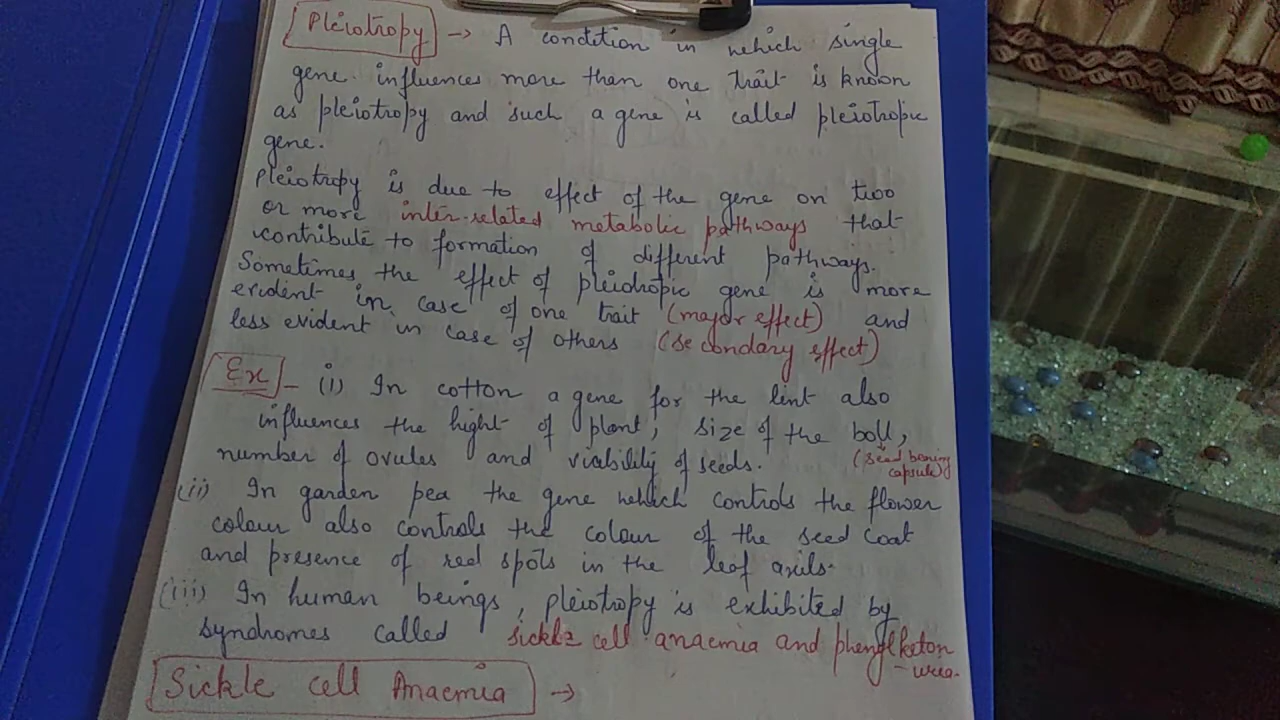 Pleiotropy → A condition in which single
gene influences more than one trait is known
as pleiotropy and such a gene is called pleiotropic
gene.
Pleiotropy is due to effect of the gene on two
or more inter-related metabolic pathways that
contribute to formation of different pathways.
Sometimes the effect of pleiotropic gene is more
evident in case of one trait (major effect) and
less evident in case of others (secondary effect)
Ex - (i) In cotton a gene for the lint also
influences the hight of plant, size of the boll,
number of ovules and viability of seeds. (seed bearing
capsule)
(ii) In garden pea the gene which controls the flower
colour also controls the colour of the seed coat
and presence of red spots in the leaf axils.
(iii) In human beings, pleiotropy is exhibited by
syndromes called sickle cell anaemia and phenylketon
-urea.
Sickle cell Anaemia →